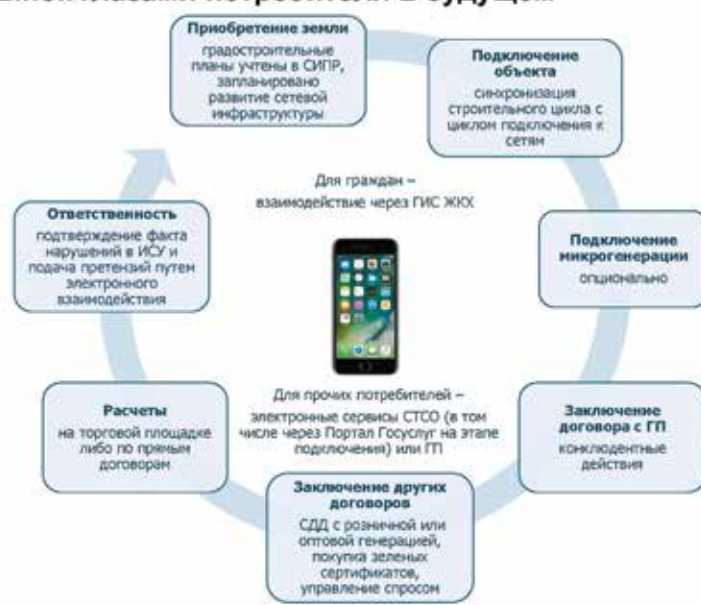 глазами потребителя в будущем
Приобретение земли
градостроительные
планы учтены в СИПР,
запланировано
развитие сетевой
инфраструктуры
Подключение
объекта
синхронизация
строительного цикла с
циклом подключения к
сетям
Для граждан –
взаимодействие через ГИС ЖКХ
Ответственность
подтверждение факта
нарушений в ИСУ и
подача претензий путем
электронного
взаимодействия
Подключение
микрогенерации
опционально
Для прочих потребителей –
электронные сервисы СТСО (в том
числе через Портал Госуслуг на этапе
подключения) или ГП
Расчеты
на торговой площадке
либо по прямым
договорам
Заключение
договора с ГП
конклюдентные
действия
Заключение других
договоров
СДД с розничной или
оптовой генерацией,
покупка зеленых
сертификатов,
управление спросом